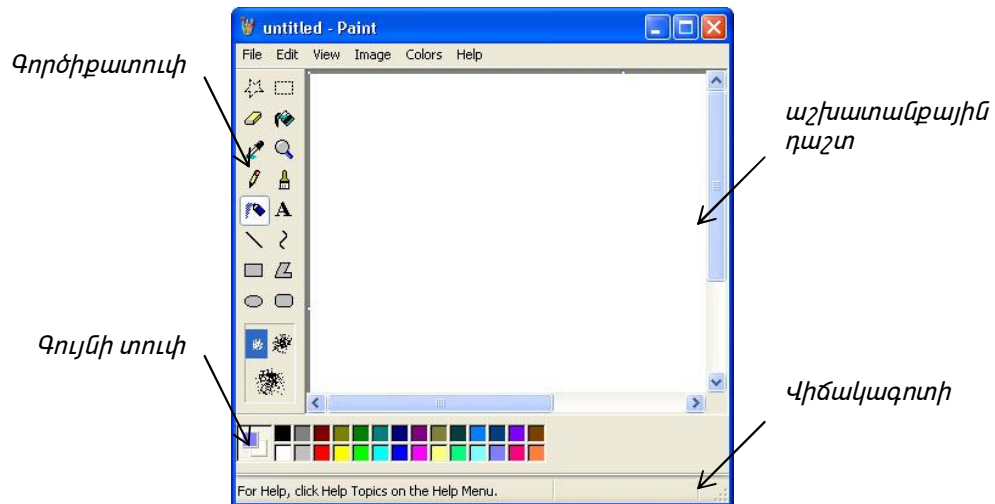 untitled - Paint
File Edit View Image Colors Help
Գործիքատուփ
աշխատանքային
դաշտ
A
Գույնի տուփ
Վիճակագոտի
For Help, click Help Topics on the Help Menu.